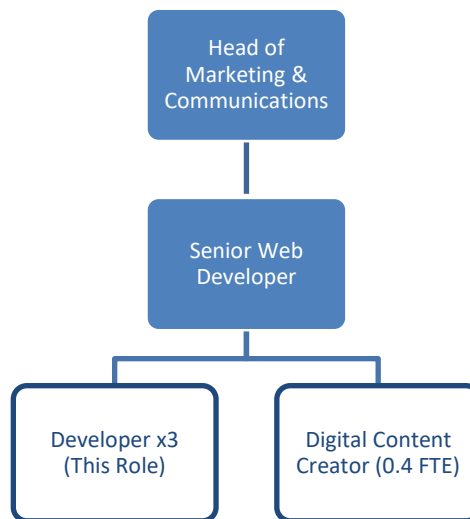 Head of
Marketing &
Communications
Senior Web
Developer
Developer x3
(This Role)
Digital Content
Creator (0.4 FTE)